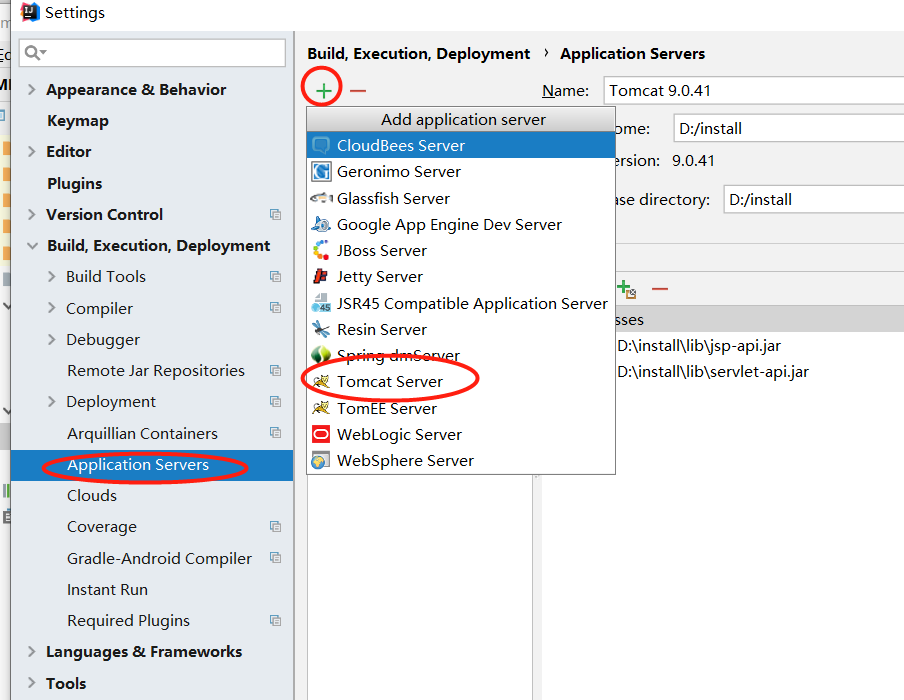 Settings
Appearance & Behavior
Keymap
Editor
Plugins
Version Control
Build, Execution, Deployment
Build Tools
Compiler
Debugger
Remote Jar Repositories
Deployment
Arquillian Containers
Application Servers
Clouds
Coverage
Gradle-Android Compiler
Instant Run
Required Plugins
Languages & Frameworks
Tools
Build, Execution, Deployment › Application Servers
Name: Tomcat 9.0.41
Add application server
CloudBees Server
Geronimo Server
Glassfish Server
Google App Engine Dev Server
JBoss Server
Jetty Server
JSR45 Compatible Application Server
Resin Server
Spring dmServer
Tomcat Server
TomEE Server
WebLogic Server
WebSphere Server
ome: D:/install
ersion: 9.0.41
ase directory: D:/install
sses
D:\install\lib\jsp-api.jar
D:\install\lib\servlet-api.jar